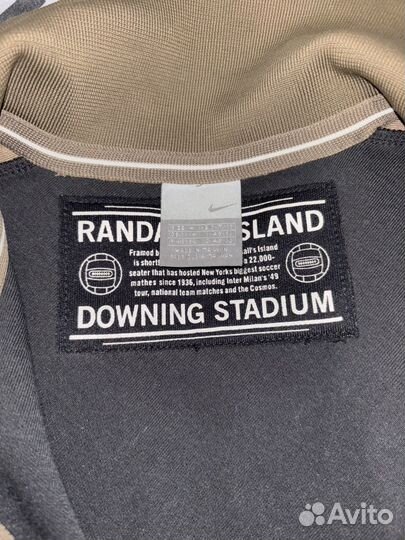 RANDA ISLAND
Framed b all's Island
is short a 22,000-
seater that has hosted New Yorks biggest soccer
mathes since 1936, including Inter Milan's '49
tour, national team matches and the Cosmos.
DOWNING STADIUM
Avito